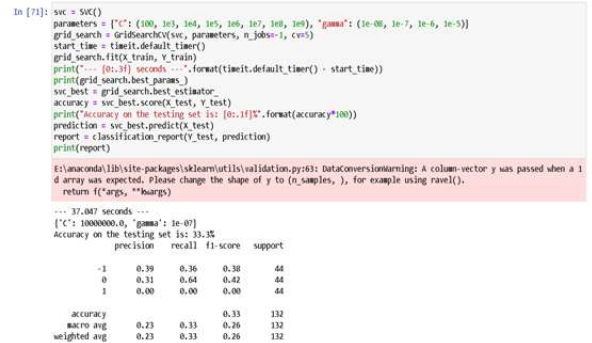 In [71]: svc = SVC()
parameters = {"C": (100, 1e3, 1e4, 1e5, 1e6, 1e7, 1e8, 1e9), "gamma": (1e-08, 1e-7, 1e-6, 1e-5)}
grid_search = GridSearchCV(svc, parameters, n_jobs=-1, cv=5)
start_time = timeit.default_timer()
grid_search.fit(X_train, Y_train)
print("--- {0:.3f} seconds ---".format(timeit.default_timer() - start_time))
print(grid_search.best_params_)
svc_best = grid_search.best_estimator_
accuracy = svc_best.score(X_test, Y_test)
print("Accuracy on the testing set is: {0:.1f}%".format(accuracy*100))
prediction = svc_best.predict(X_test)
report = classification_report(Y_test, prediction)
print(report)
E:\anaconda\lib\site-packages\sklearn\utils\validation.py:63: DataConversionWarning: A column-vector y was passed when a 1
d array was expected. Please change the shape of y to (n_samples, ), for example using ravel().
return f(*args, **kwargs)
--- 37.047 seconds ---
{'C': 10000000.0, 'gamma': 1e-07}
Accuracy on the testing set is: 33.3%
precision recall f1-score support
-1 0.39 0.36 0.38 44
0 0.31 0.64 0.42 44
1 0.00 0.00 0.00 44
accuracy 0.33 132
macro avg 0.23 0.33 0.26 132
weighted avg 0.23 0.33 0.26 132